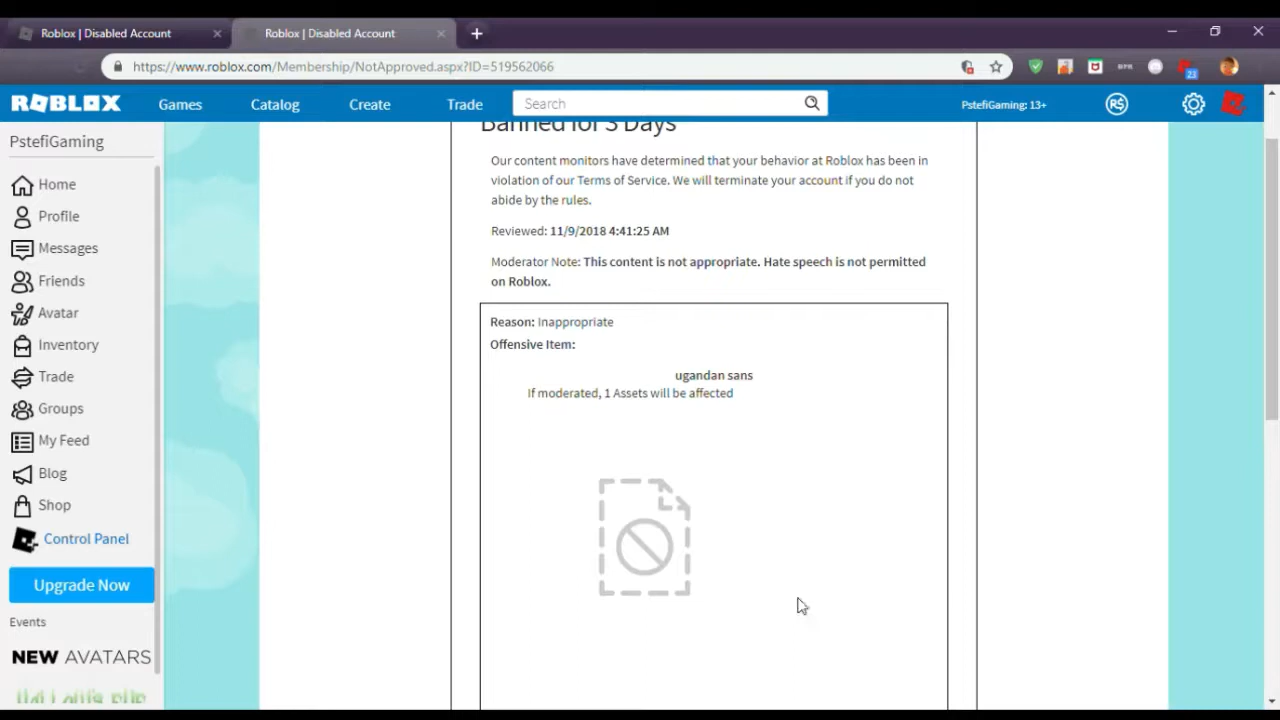 Roblox | Disabled Account
Roblox | Disabled Account
https://www.roblox.com/Membership/NotApproved.aspx?ID=519562066
23
ROBLOX
Games
Catalog
Create
Trade
Search
PstefiGaming: 13+
R$
PstefiGaming
Home
Profile
Messages
Friends
Avatar
Inventory
Trade
Groups
My Feed
Blog
Shop
Control Panel
Upgrade Now
Events
NEW AVATARS
Banned for 3 Days
Our content monitors have determined that your behavior at Roblox has been in
violation of our Terms of Service. We will terminate your account if you do not
abide by the rules.
Reviewed: 11/9/2018 4:41:25 AM
Moderator Note: This content is not appropriate. Hate speech is not permitted
on Roblox.
Reason: Inappropriate
Offensive Item:
ugandan sans
If moderated, 1 Assets will be affected